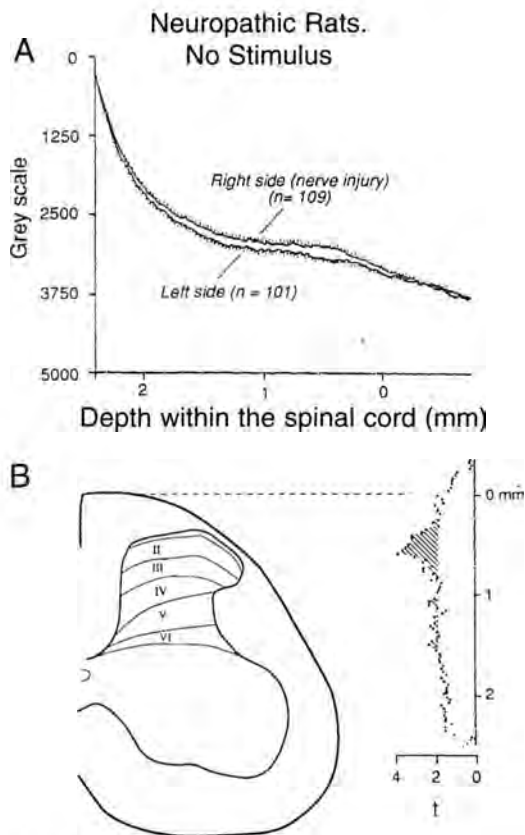 Neuropathic Rats.
No Stimulus
A
0
1250
2500
3750
5000
Grey scale
Right side (nerve injury)
(n= 109)
Left side (n = 101)
2
1
0
Depth within the spinal cord (mm)
B
II
III
IV
V
VI
0 mm
1
2
4
2
0
t